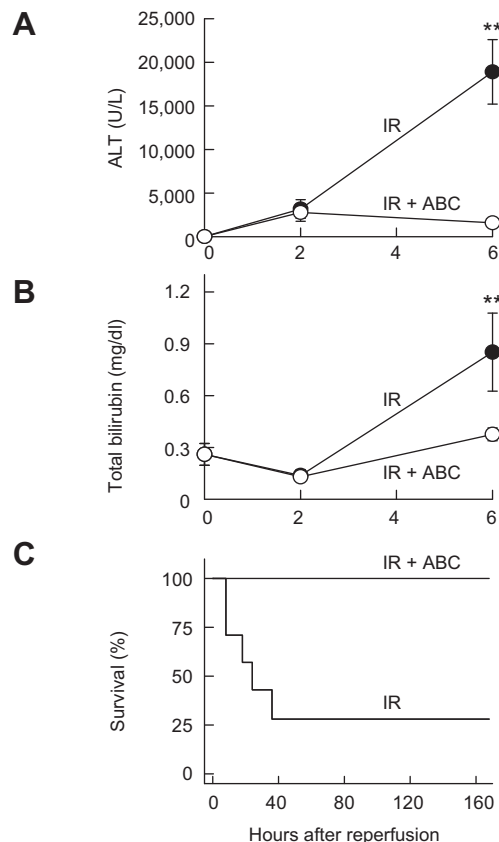 A
ALT (U/L)
25,000
20,000
15,000
10,000
5,000
0
**
IR
IR + ABC
0 2 4 6
B
Total bilirubin (mg/dl)
1.2
0.9
0.6
0.3
0
**
IR
IR + ABC
0 2 4 6
C
Survival (%)
100
75
50
25
0
IR + ABC
IR
0 40 80 120 160
Hours after reperfusion